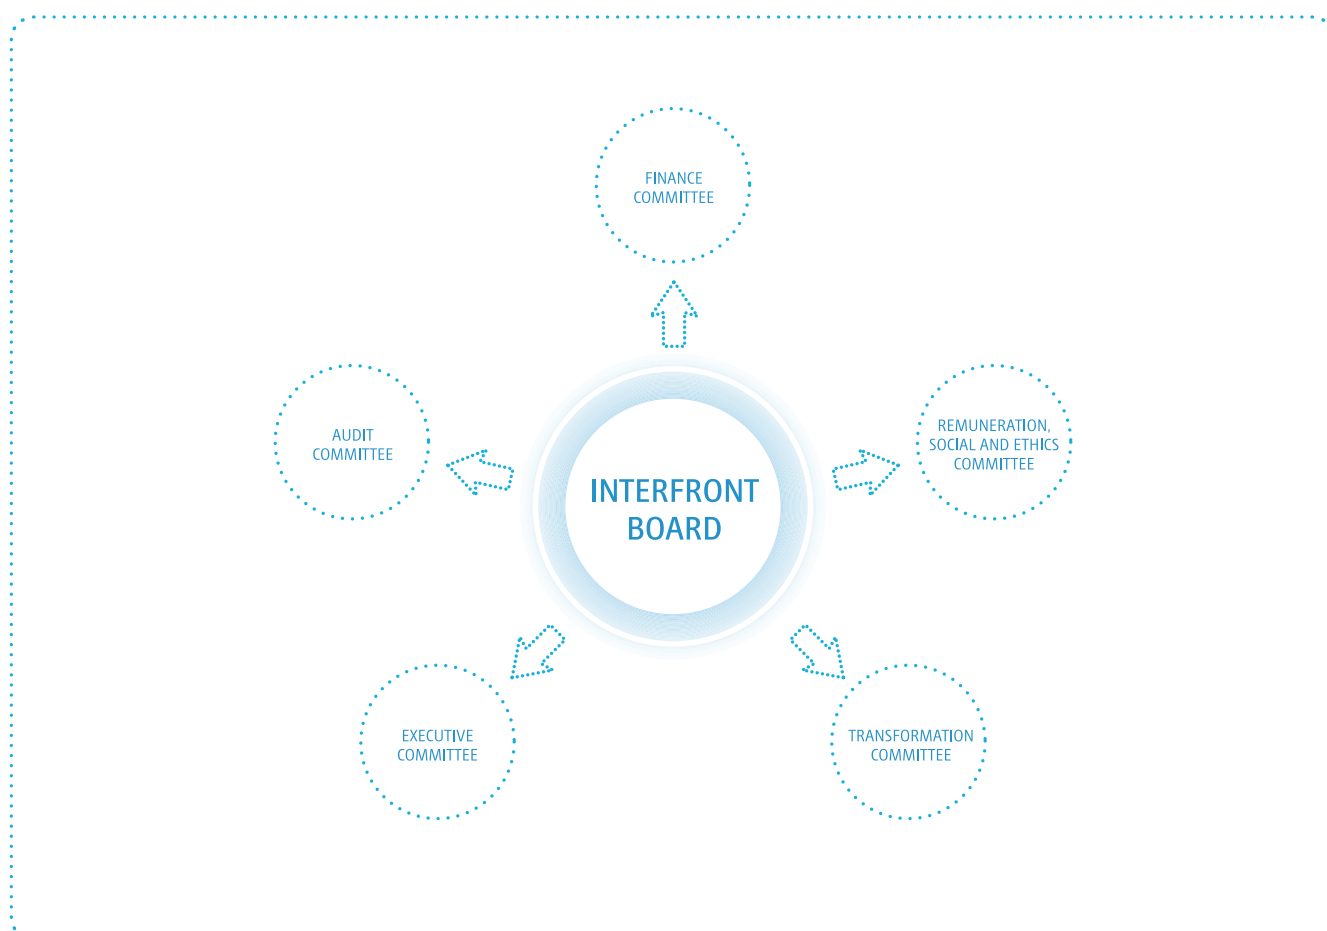 FINANCE
COMMITTEE
AUDIT
COMMITTEE
REMUNERATION,
SOCIAL AND ETHICS
COMMITTEE
INTERFRONT
BOARD
EXECUTIVE
COMMITTEE
TRANSFORMATION
COMMITTEE